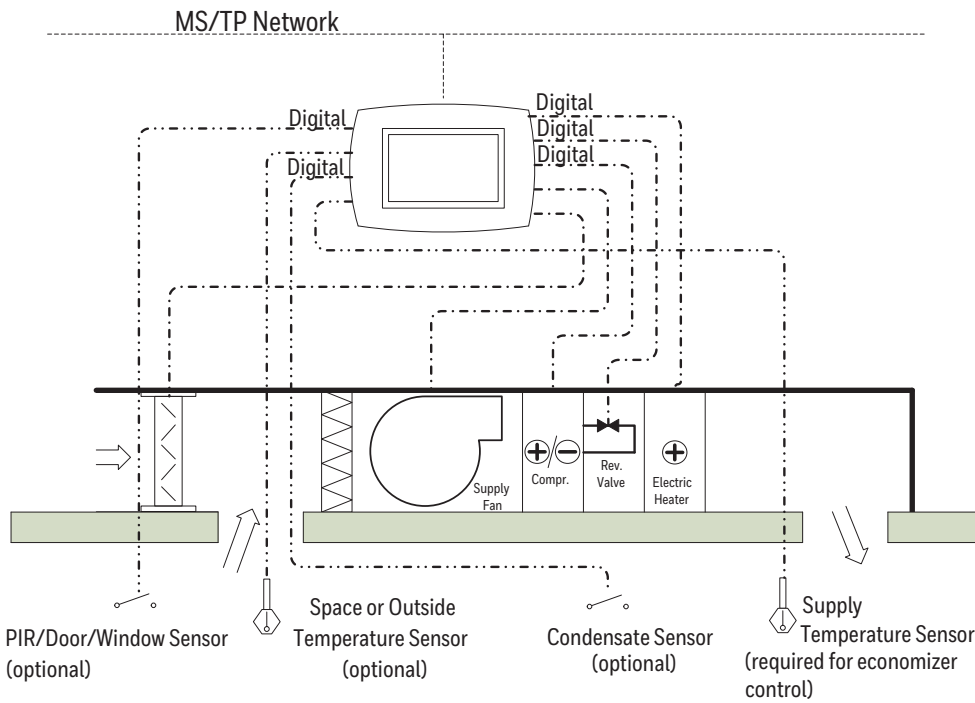 MS/TP Network
Digital
Digital
Digital
Digital
Digital
Supply
Fan
Compr.
Rev.
Valve
Electric
Heater
PIR/Door/Window Sensor
(optional)
Space or Outside
Temperature Sensor
(optional)
Condensate Sensor
(optional)
Supply
Temperature Sensor
(required for economizer
control)